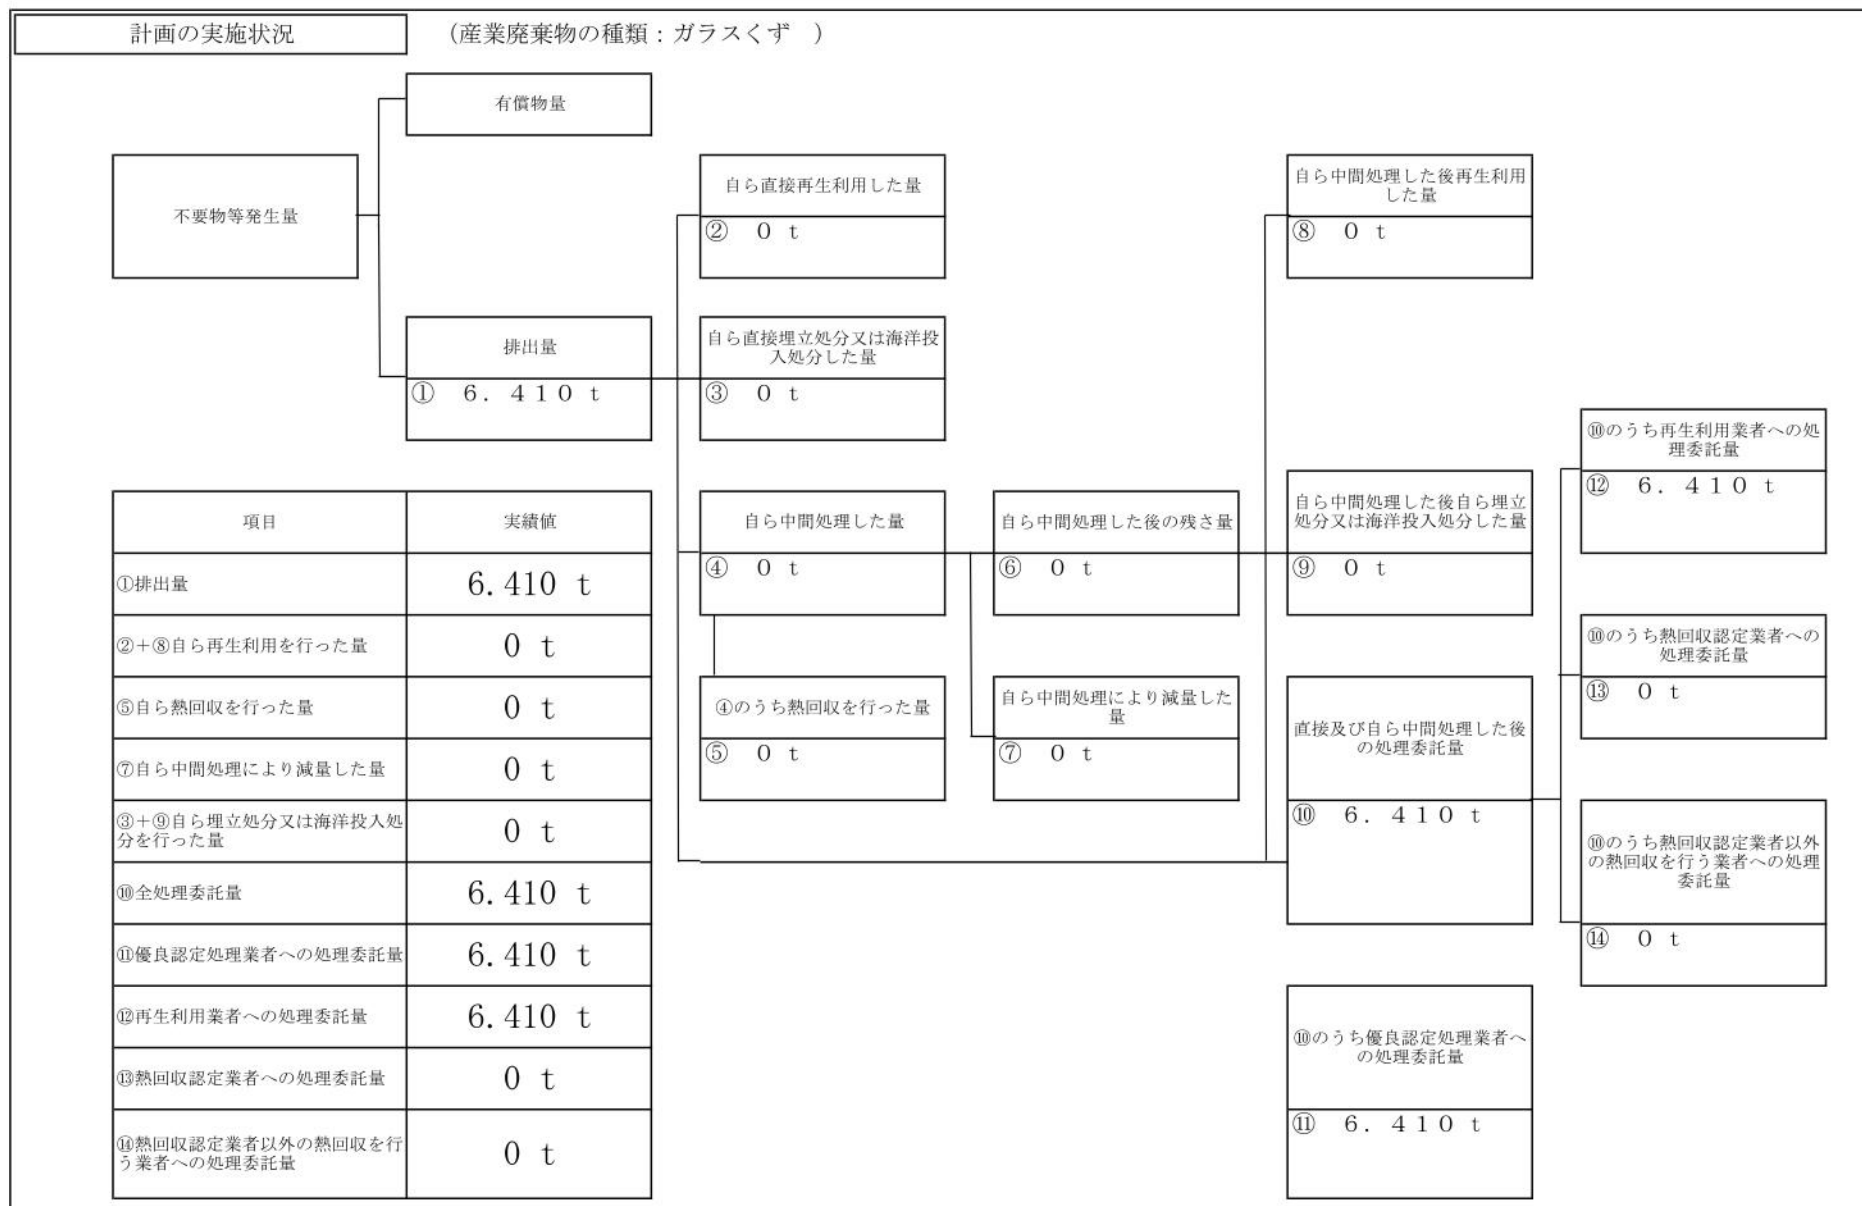 計画の実施状況 （産業廃棄物の種類：ガラスくず ）
有償物量
不要物等発生量
自ら直接再生利用した量
② 0 t
自ら中間処理した後再生利用
した量
⑧ 0 t
排出量
① 6.410 t
自ら直接埋立処分又は海洋投
入処分した量
③ 0 t
⑩のうち再生利用業者への処
理委託量
⑫ 6.410 t
自ら中間処理した量
④ 0 t
自ら中間処理した後の残さ量
⑥ 0 t
自ら中間処理した後自ら埋立
処分又は海洋投入処分した量
⑨ 0 t
⑩のうち熱回収認定業者への
処理委託量
⑬ 0 t
④のうち熱回収を行った量
⑤ 0 t
自ら中間処理により減量した
量
⑦ 0 t
直接及び自ら中間処理した後
の処理委託量
⑩ 6.410 t
⑩のうち熱回収認定業者以外
の熱回収を行う業者への処理
委託量
⑭ 0 t
⑩のうち優良認定処理業者へ
の処理委託量
⑪ 6.410 t
項目 実績値
①排出量 6.410 t
②＋⑧自ら再生利用を行った量 0 t
⑤自ら熱回収を行った量 0 t
⑦自ら中間処理により減量した量 0 t
③＋⑨自ら埋立処分又は海洋投入処
分を行った量 0 t
⑩全処理委託量 6.410 t
⑪優良認定処理業者への処理委託量 6.410 t
⑫再生利用業者への処理委託量 6.410 t
⑬熱回収認定業者への処理委託量 0 t
⑭熱回収認定業者以外の熱回収を行
う業者への処理委託量 0 t